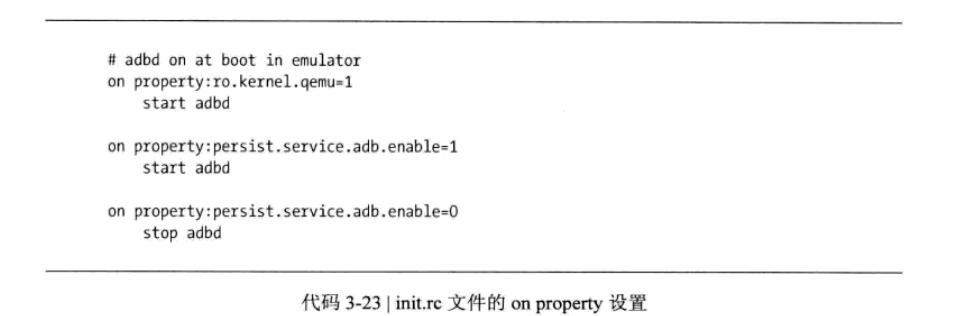 # adbd on at boot in emulator
on property:ro.kernel.qemu=1
    start adbd
on property:persist.service.adb.enable=1
    start adbd
on property:persist.service.adb.enable=0
    stop adbd
代码 3-23 | init.rc 文件的 on property 设置